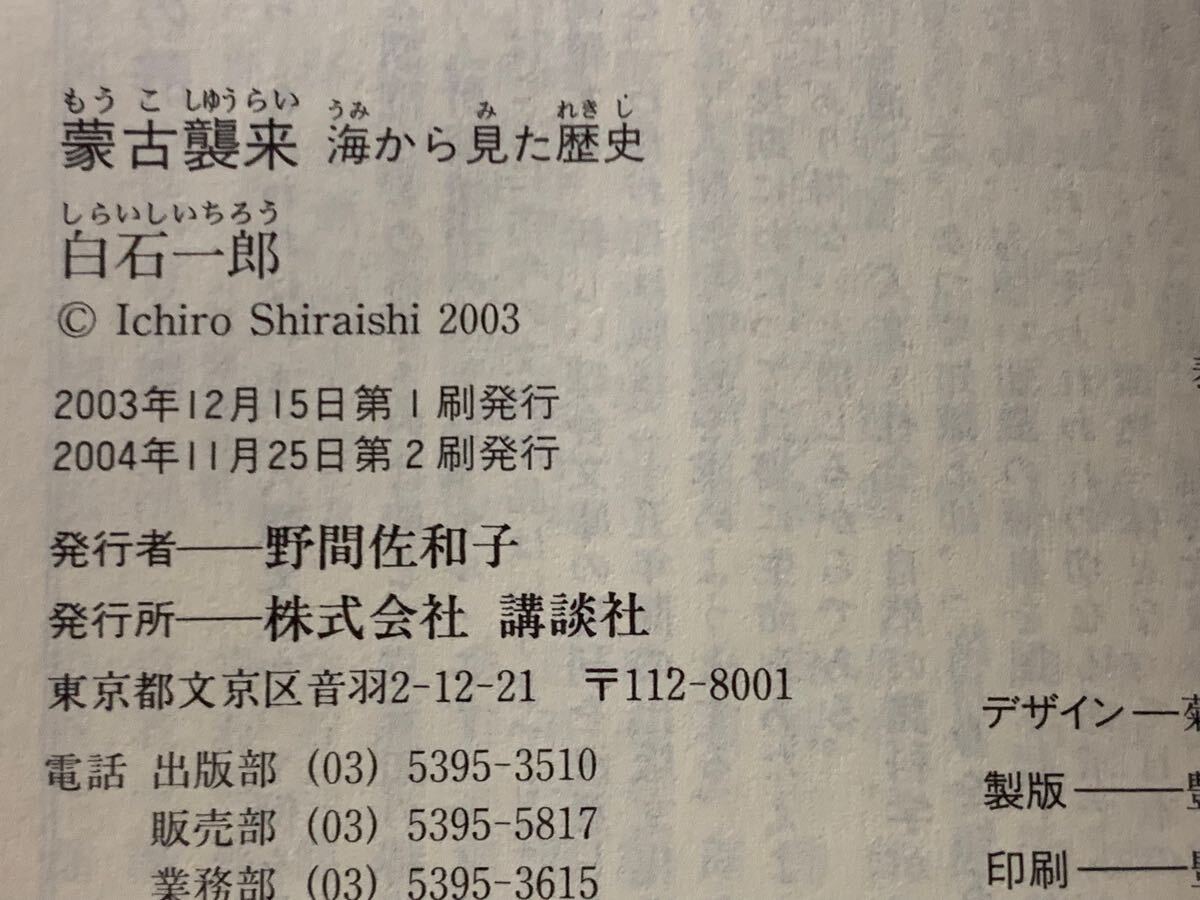 もうこしゅうらい うみ み れきし
蒙古襲来 海から見た歴史
しらいしいちろう
白石一郎
© Ichiro Shiraishi 2003
2003年12月15日第1刷発行
2004年11月25日第2刷発行
発行者——野間佐和子
発行所——株式会社 講談社
東京都文京区音羽2-12-21 〒112-8001
電話 出版部 (03) 5395-3510
販売部 (03) 5395-5817
業務部 (03) 5395-3615
デザイン—菊
製版——豊
印刷——豊